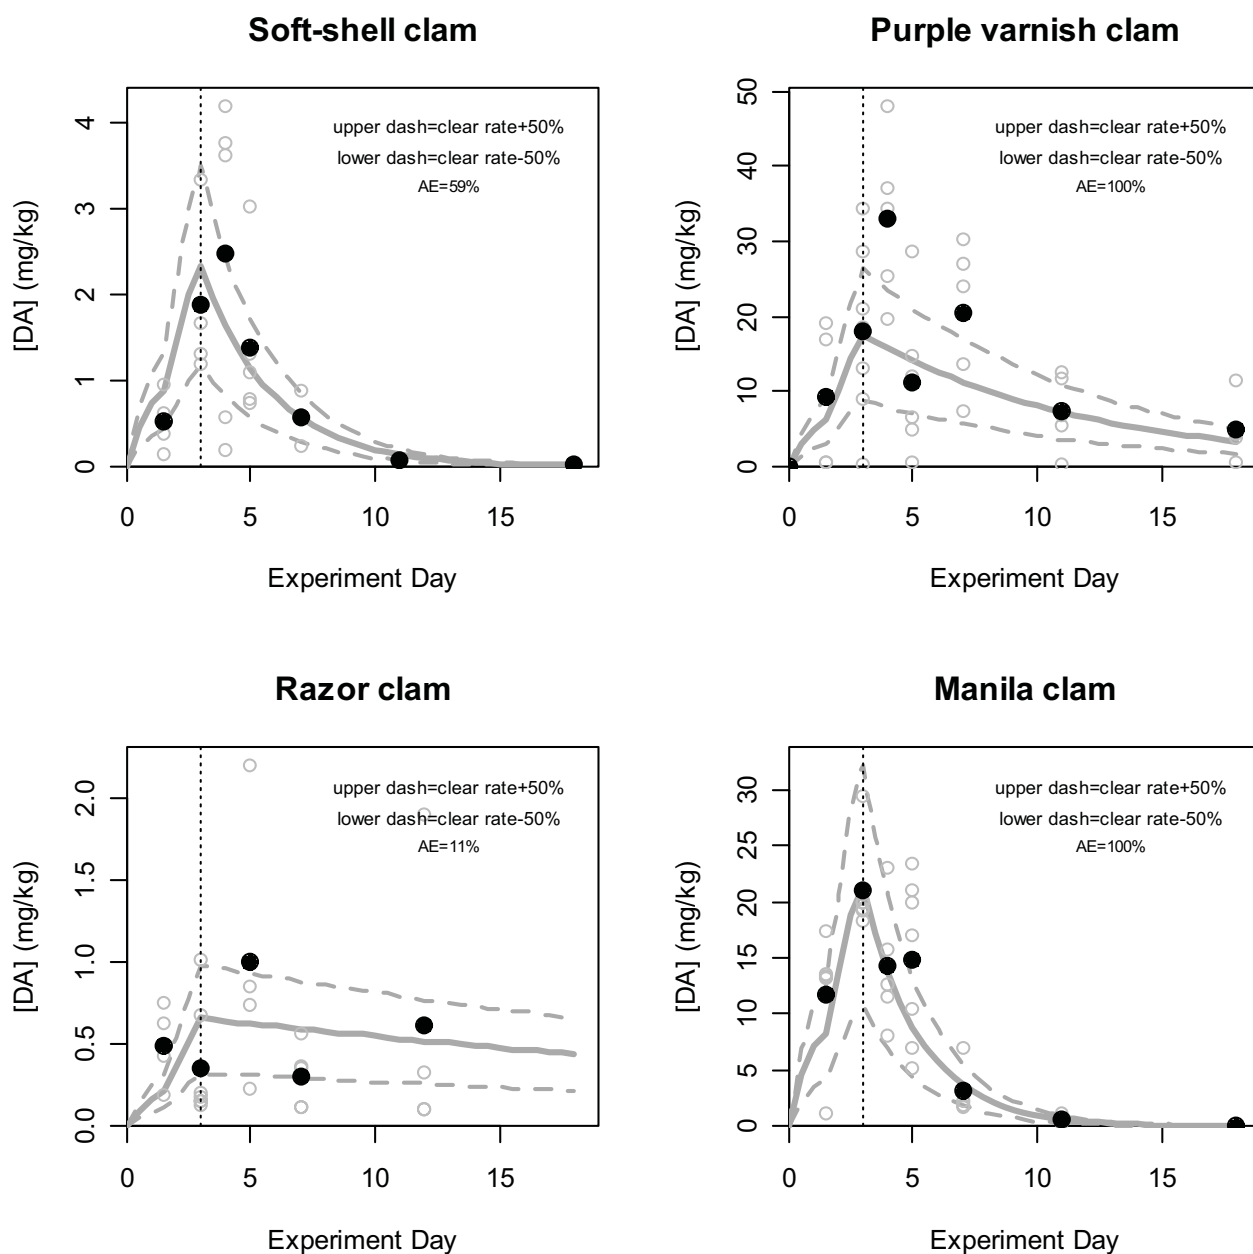 Soft-shell clam
upper dash=clear rate+50%
lower dash=clear rate-50%
AE=59%
[DA] (mg/kg)
4
3
2
1
0
0 5 10 15
Experiment Day
Purple varnish clam
upper dash=clear rate+50%
lower dash=clear rate-50%
AE=100%
[DA] (mg/kg)
50
40
30
20
10
0
0 5 10 15
Experiment Day
Razor clam
upper dash=clear rate+50%
lower dash=clear rate-50%
AE=11%
[DA] (mg/kg)
2.0
1.5
1.0
0.5
0.0
0 5 10 15
Experiment Day
Manila clam
upper dash=clear rate+50%
lower dash=clear rate-50%
AE=100%
[DA] (mg/kg)
30
25
20
15
10
5
0
0 5 10 15
Experiment Day